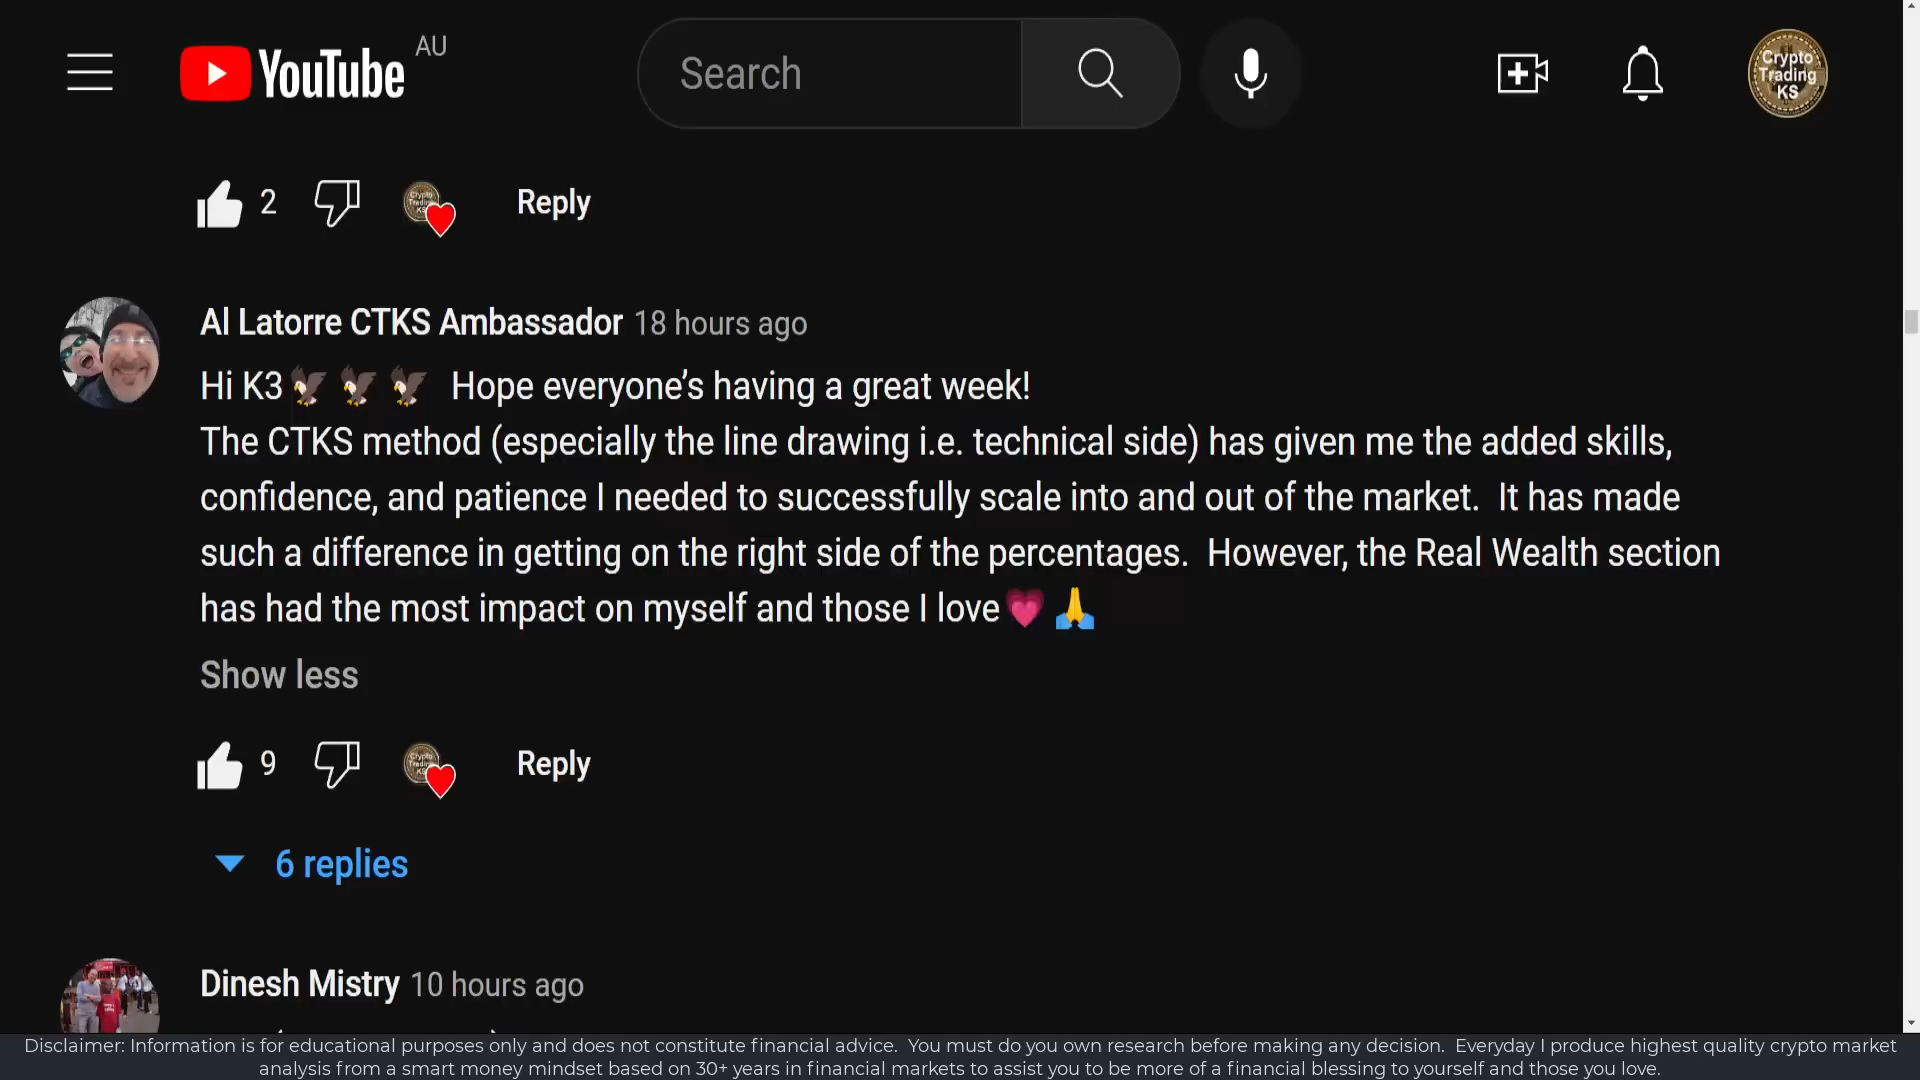 YouTube AU
Search
Crypto
Trading
KS
2
Reply
Al Latorre CTKS Ambassador 18 hours ago
Hi K3🦅🦅🦅 Hope everyone’s having a great week!
The CTKS method (especially the line drawing i.e. technical side) has given me the added skills,
confidence, and patience I needed to successfully scale into and out of the market. It has made
such a difference in getting on the right side of the percentages. However, the Real Wealth section
has had the most impact on myself and those I love💗🙏
Show less
9
Reply
6 replies
Dinesh Mistry 10 hours ago
Disclaimer: Information is for educational purposes only and does not constitute financial advice. You must do you own research before making any decision. Everyday I produce highest quality crypto market
analysis from a smart money mindset based on 30+ years in financial markets to assist you to be more of a financial blessing to yourself and those you love.